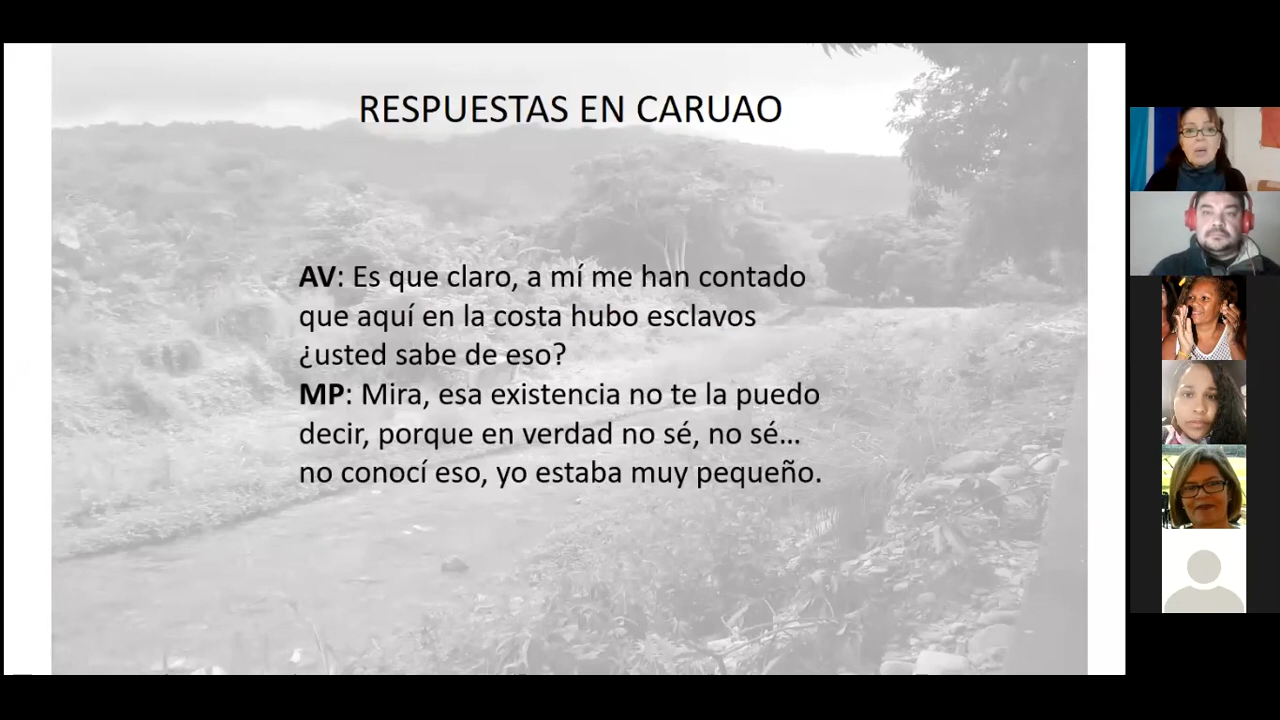 RESPUESTAS EN CARUAO
AV: Es que claro, a mí me han contado
que aquí en la costa hubo esclavos
¿usted sabe de eso?
MP: Mira, esa existencia no te la puedo
decir, porque en verdad no sé, no sé...
no conocí eso, yo estaba muy pequeño.